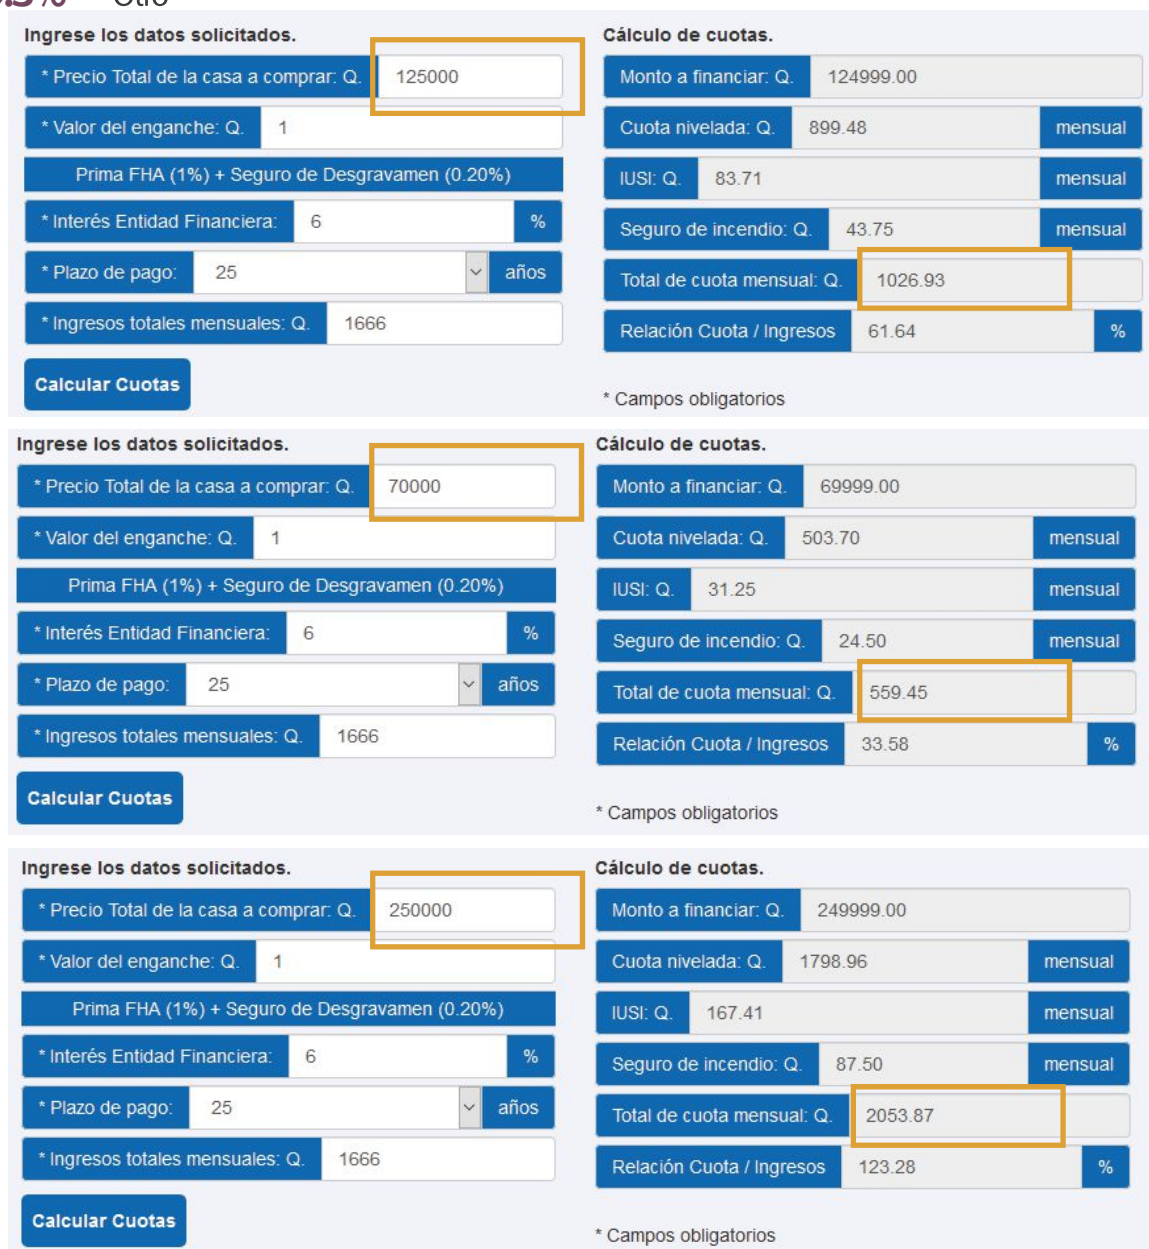 Otro
Ingrese los datos solicitados.
* Precio Total de la casa a comprar: Q. 125000
* Valor del enganche: Q. 1
Prima FHA (1%) + Seguro de Desgravamen (0.20%)
* Interés Entidad Financiera: 6 %
* Plazo de pago: 25 años
* Ingresos totales mensuales: Q. 1666
Calcular Cuotas
Cálculo de cuotas.
Monto a financiar: Q. 124999.00
Cuota nivelada: Q. 899.48 mensual
IUSI: Q. 83.71 mensual
Seguro de incendio: Q. 43.75 mensual
Total de cuota mensual: Q. 1026.93
Relación Cuota / Ingresos 61.64 %
* Campos obligatorios
Ingrese los datos solicitados.
* Precio Total de la casa a comprar: Q. 70000
* Valor del enganche: Q. 1
Prima FHA (1%) + Seguro de Desgravamen (0.20%)
* Interés Entidad Financiera: 6 %
* Plazo de pago: 25 años
* Ingresos totales mensuales: Q. 1666
Calcular Cuotas
Cálculo de cuotas.
Monto a financiar: Q. 69999.00
Cuota nivelada: Q. 503.70 mensual
IUSI: Q. 31.25 mensual
Seguro de incendio: Q. 24.50 mensual
Total de cuota mensual: Q. 559.45
Relación Cuota / Ingresos 33.58 %
* Campos obligatorios
Ingrese los datos solicitados.
* Precio Total de la casa a comprar: Q. 250000
* Valor del enganche: Q. 1
Prima FHA (1%) + Seguro de Desgravamen (0.20%)
* Interés Entidad Financiera: 6 %
* Plazo de pago: 25 años
* Ingresos totales mensuales: Q. 1666
Calcular Cuotas
Cálculo de cuotas.
Monto a financiar: Q. 249999.00
Cuota nivelada: Q. 1798.96 mensual
IUSI: Q. 167.41 mensual
Seguro de incendio: Q. 87.50 mensual
Total de cuota mensual: Q. 2053.87
Relación Cuota / Ingresos 123.28 %
* Campos obligatorios